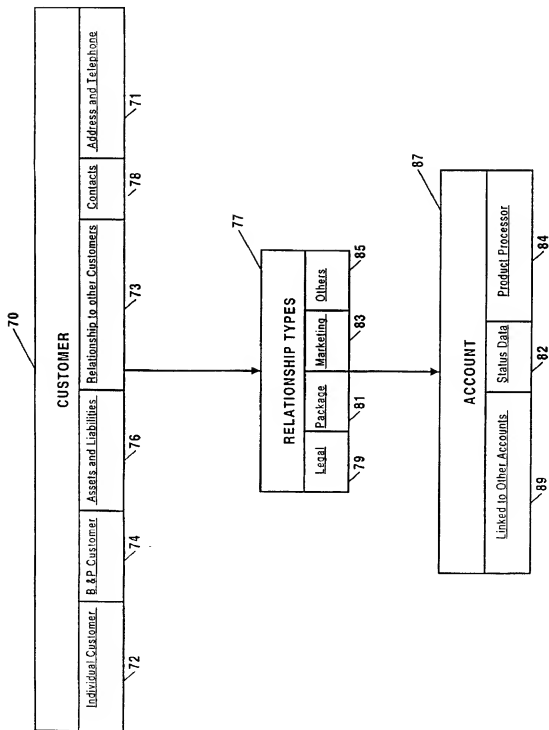 70
CUSTOMER
Individual Customer
B &P Customer
Assets and Liabilities
Relationship to other Customers
Contacts
Address and Telephone
72
74
76
73
78
71
77
RELATIONSHIP TYPES
Legal
Package
Marketing
Others
79
81
83
85
87
ACCOUNT
Linked to Other Accounts
Status Data
Product Processor
89
82
84